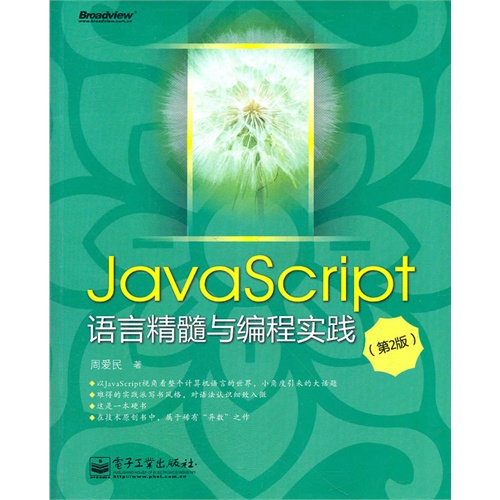 Broadview®
www.broadview.com.cn
JavaScript
语言精髓与编程实践
(第2版)
周爱民 著
以JavaScript视角看整个计算机语言的世界,小角度引来的大话题
难得的实践派写书风格,对语法认识细致入微
这是一本硬书
在技术原创书中,属于稀有“异数”之作
电子工业出版社
Publishing House of Electronics Industry
http://www.phei.com.cn